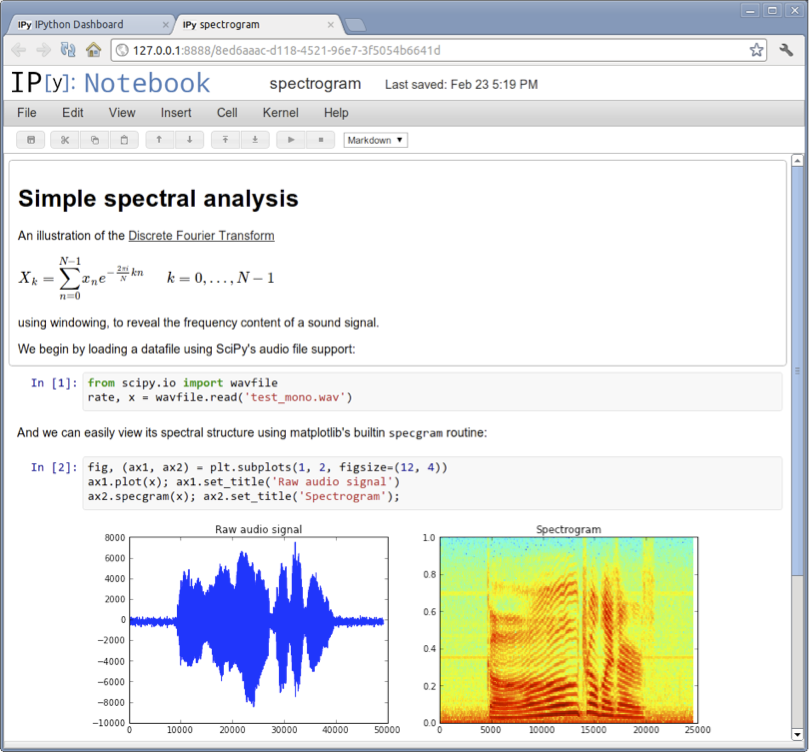 IPy IPython Dashboard
IPy spectrogram
127.0.0.1:8888/8ed6aaac-d118-4521-96e7-3f5054b6641d
IP[y]: Notebook
spectrogram
Last saved: Feb 23 5:19 PM
File Edit View Insert Cell Kernel Help
Markdown
Simple spectral analysis
An illustration of the Discrete Fourier Transform
X_k = ∑_{n=0}^{N−1} x_n e^{−\frac{2πi}{N}kn} k = 0, . . . , N − 1
using windowing, to reveal the frequency content of a sound signal.
We begin by loading a datafile using SciPy's audio file support:
In [1]: from scipy.io import wavfile
rate, x = wavfile.read('test_mono.wav')
And we can easily view its spectral structure using matplotlib's builtin specgram routine:
In [2]: fig, (ax1, ax2) = plt.subplots(1, 2, figsize=(12, 4))
ax1.plot(x); ax1.set_title('Raw audio signal')
ax2.specgram(x); ax2.set_title('Spectrogram');
Raw audio signal
8000
6000
4000
2000
0
−2000
−4000
−6000
−8000
−10000
0 10000 20000 30000 40000 50000
Spectrogram
1.0
0.8
0.6
0.4
0.2
0.0
0 5000 10000 15000 20000 25000